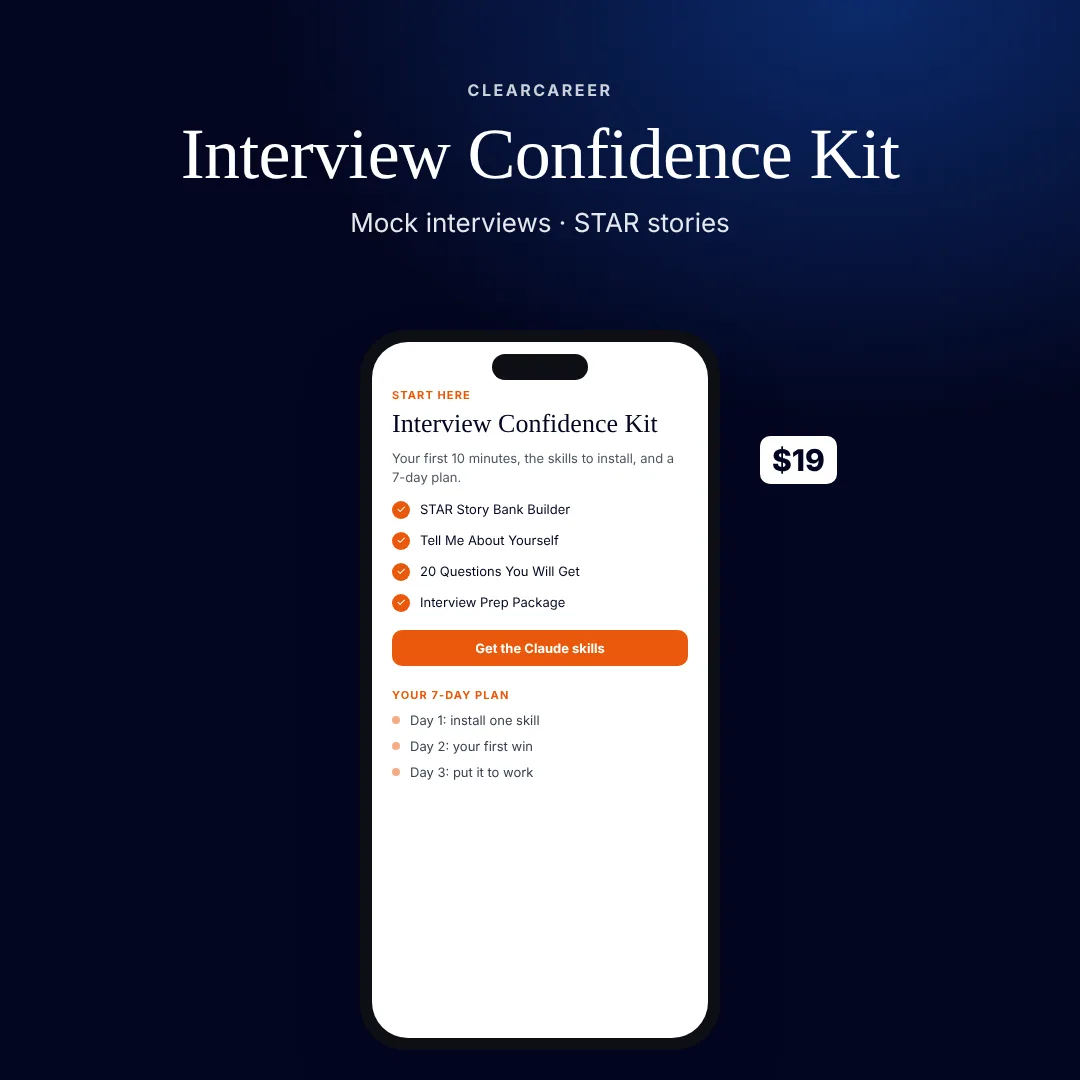 CLEARCAREER
Interview Confidence Kit
Mock interviews · STAR stories
START HERE
Interview Confidence Kit
Your first 10 minutes, the skills to install, and a
7-day plan.
$19
STAR Story Bank Builder
Tell Me About Yourself
20 Questions You Will Get
Interview Prep Package
Get the Claude skills
YOUR 7-DAY PLAN
Day 1: install one skill
Day 2: your first win
Day 3: put it to work